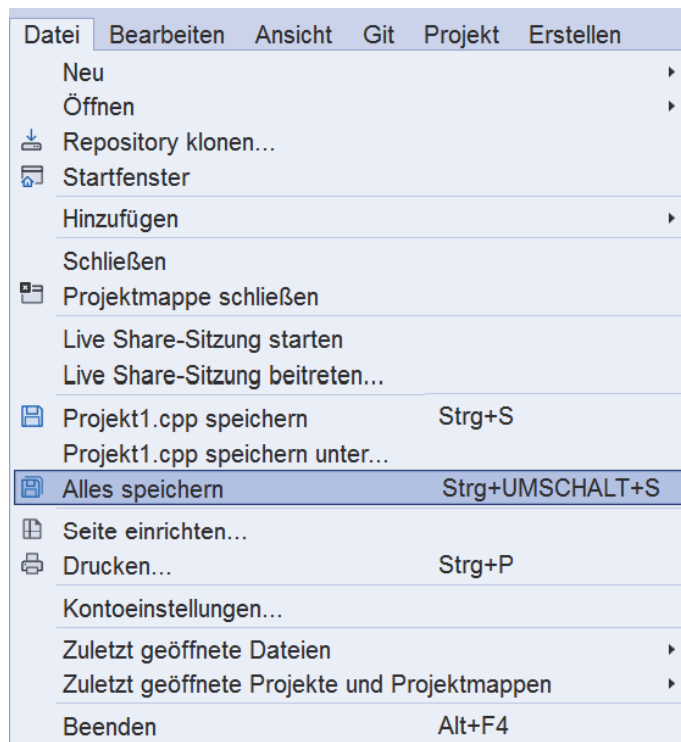 Datei Bearbeiten Ansicht Git Projekt Erstellen
Neu
Öffnen
Repository klonen...
Startfenster
Hinzufügen
Schließen
Projektmappe schließen
Live Share-Sitzung starten
Live Share-Sitzung beitreten...
Projekt1.cpp speichern Strg+S
Projekt1.cpp speichern unter...
Alles speichern Strg+UMSCHALT+S
Seite einrichten...
Drucken... Strg+P
Kontoeinstellungen...
Zuletzt geöffnete Dateien
Zuletzt geöffnete Projekte und Projektmappen
Beenden Alt+F4